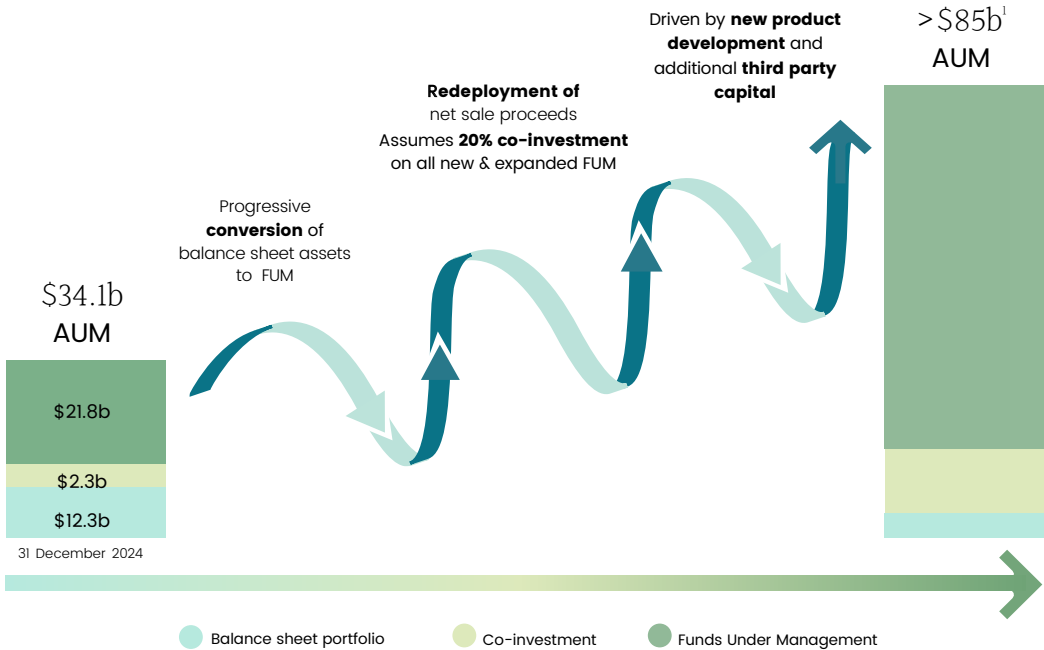 Driven by new product
development and
additional third party
capital
>$85b¹
AUM
Redeployment of
net sale proceeds
Assumes 20% co-investment
on all new & expanded FUM
Progressive
conversion of
balance sheet assets
to FUM
$34.1b
AUM
$21.8b
$2.3b
$12.3b
31 December 2024
Balance sheet portfolio
Co-investment
Funds Under Management